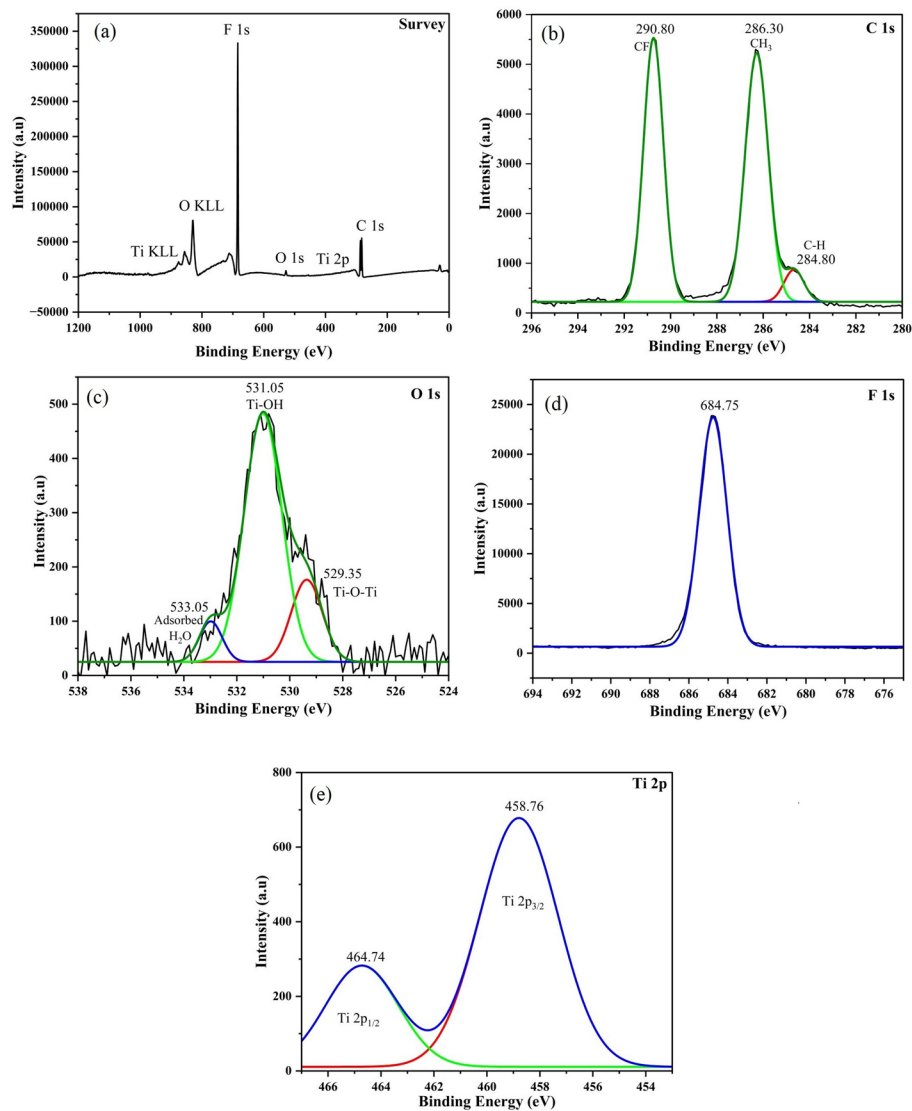 (a)
Survey
F 1s
O KLL
Ti KLL
O 1s
Ti 2p
C 1s
350000
300000
250000
200000
150000
100000
50000
0
−50000
Intensity (a.u)
1200 1000 800 600 400 200 0
Binding Energy (eV)
(b)
C 1s
290.80
CF
286.30
CH3
C-H
284.80
6000
5000
4000
3000
2000
1000
0
Intensity (a.u)
296 294 292 290 288 286 284 282 280
Binding Energy (eV)
(c)
O 1s
531.05
Ti-OH
529.35
Ti-O-Ti
533.05
Adsorbed
H2O
500
400
300
200
100
0
Intensity (a.u)
538 536 534 532 530 528 526 524
Binding Energy (eV)
(d)
F 1s
684.75
25000
20000
15000
10000
5000
0
Intensity (a.u)
694 692 690 688 686 684 682 680 678 676
Binding Energy (eV)
(e)
Ti 2p
458.76
Ti 2p3/2
464.74
Ti 2p1/2
800
600
400
200
0
Intensity (a.u)
466 464 462 460 458 456 454
Binding Energy (eV)